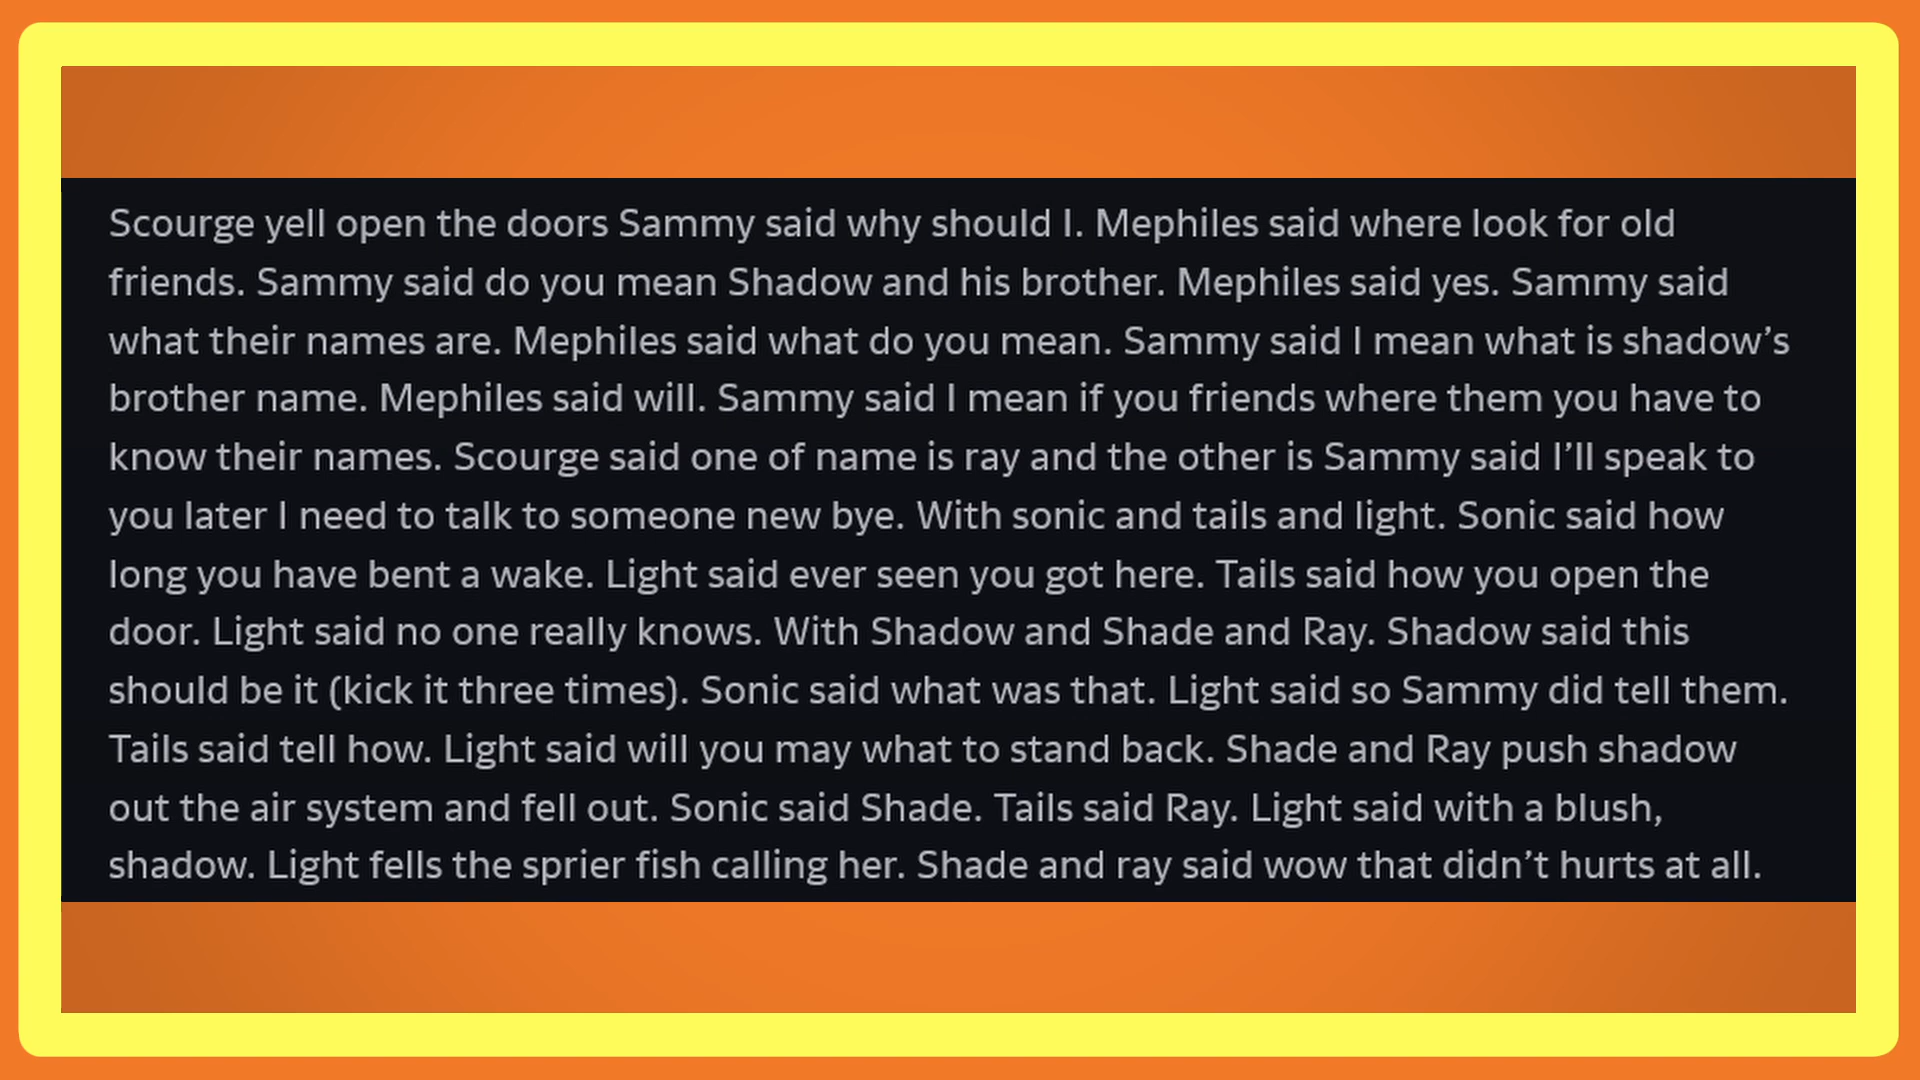 Scourge yell open the doors Sammy said why should I. Mephiles said where look for old
friends. Sammy said do you mean Shadow and his brother. Mephiles said yes. Sammy said
what their names are. Mephiles said what do you mean. Sammy said I mean what is shadow’s
brother name. Mephiles said will. Sammy said I mean if you friends where them you have to
know their names. Scourge said one of name is ray and the other is Sammy said I’ll speak to
you later I need to talk to someone new bye. With sonic and tails and light. Sonic said how
long you have bent a wake. Light said ever seen you got here. Tails said how you open the
door. Light said no one really knows. With Shadow and Shade and Ray. Shadow said this
should be it (kick it three times). Sonic said what was that. Light said so Sammy did tell them.
Tails said tell how. Light said will you may what to stand back. Shade and Ray push shadow
out the air system and fell out. Sonic said Shade. Tails said Ray. Light said with a blush,
shadow. Light fells the sprier fish calling her. Shade and ray said wow that didn’t hurts at all.